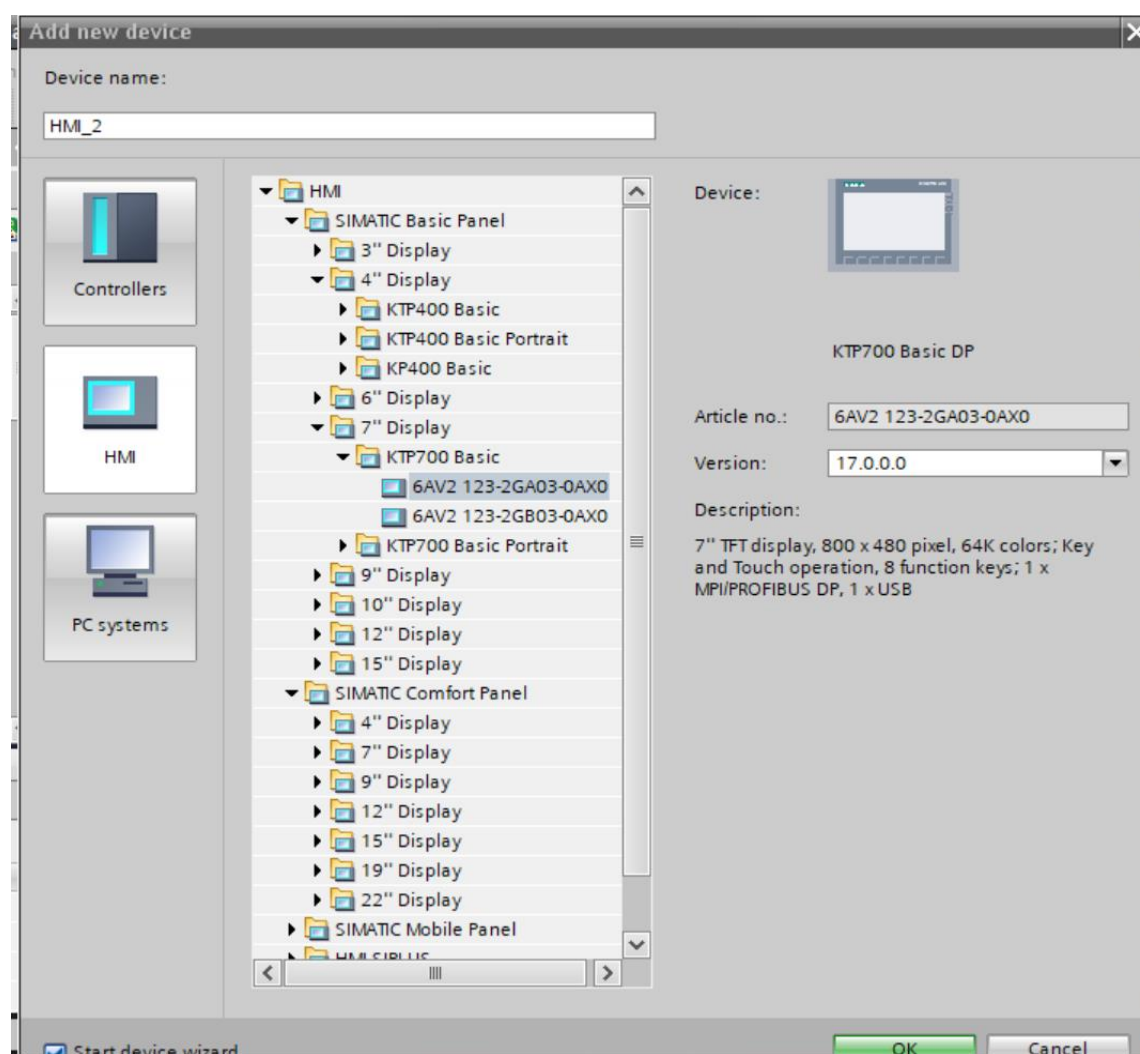 Add new device
Device name:
HMI_2
Controllers
HMI
PC systems
HMI
SIMATIC Basic Panel
3'' Display
4'' Display
KTP400 Basic
KTP400 Basic Portrait
KP400 Basic
6'' Display
7'' Display
KTP700 Basic
6AV2 123-2GA03-0AX0
6AV2 123-2GB03-0AX0
KTP700 Basic Portrait
9'' Display
10'' Display
12'' Display
15'' Display
SIMATIC Comfort Panel
4'' Display
7'' Display
9'' Display
12'' Display
15'' Display
19'' Display
22'' Display
SIMATIC Mobile Panel
HMI SIPLUS
Device:
KTP700 Basic DP
Article no.: 6AV2 123-2GA03-0AX0
Version: 17.0.0.0
Description:
7'' TFT display, 800 x 480 pixel, 64K colors; Key
and Touch operation, 8 function keys; 1 x
MPI/PROFIBUS DP, 1 x USB
Start device wizard
OK Cancel